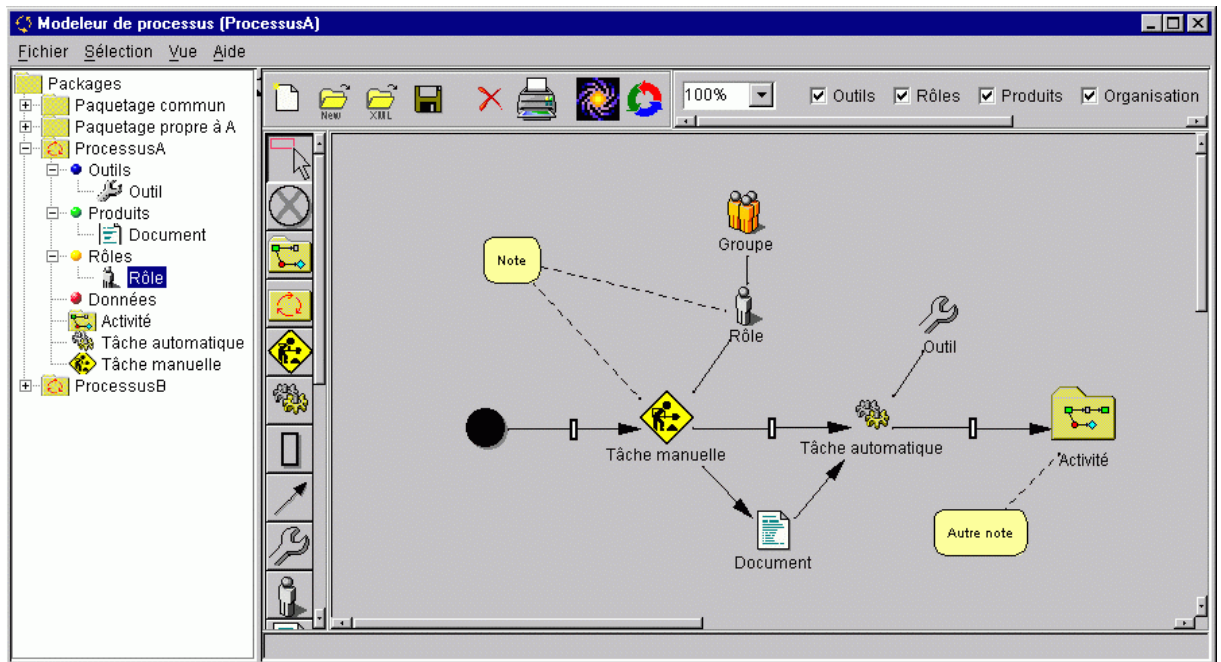 Modeleur de processus (ProcessusA)
Fichier Sélection Vue Aide
Packages
Paquetage commun
Paquetage propre à A
ProcessusA
Outils
Outil
Produits
Document
Rôles
Rôle
Données
Activité
Tâche automatique
Tâche manuelle
ProcessusB
New
XML
100%
Outils
Rôles
Produits
Organisation
Groupe
Note
Rôle
Outil
Tâche manuelle
Tâche automatique
Activité
Autre note
Document